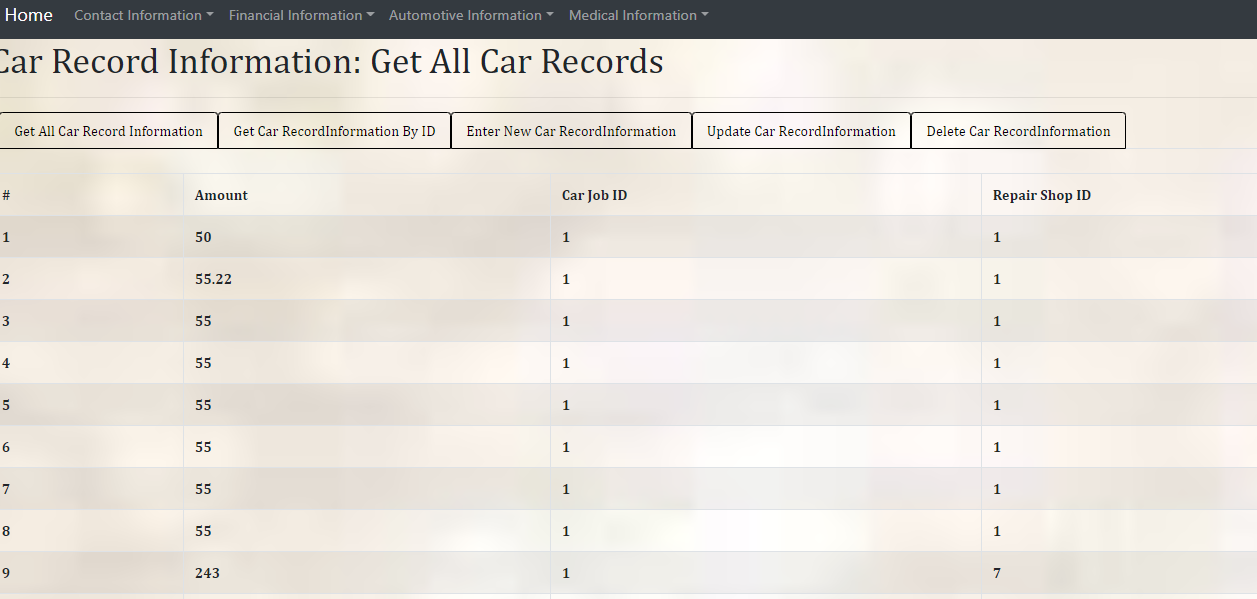 Home Contact Information Financial Information Automotive Information Medical Information
Car Record Information: Get All Car Records
Get All Car Record Information Get Car RecordInformation By ID Enter New Car RecordInformation Update Car RecordInformation Delete Car RecordInformation
# Amount Car Job ID Repair Shop ID
1 50 1 1
2 55.22 1 1
3 55 1 1
4 55 1 1
5 55 1 1
6 55 1 1
7 55 1 1
8 55 1 1
9 243 1 7